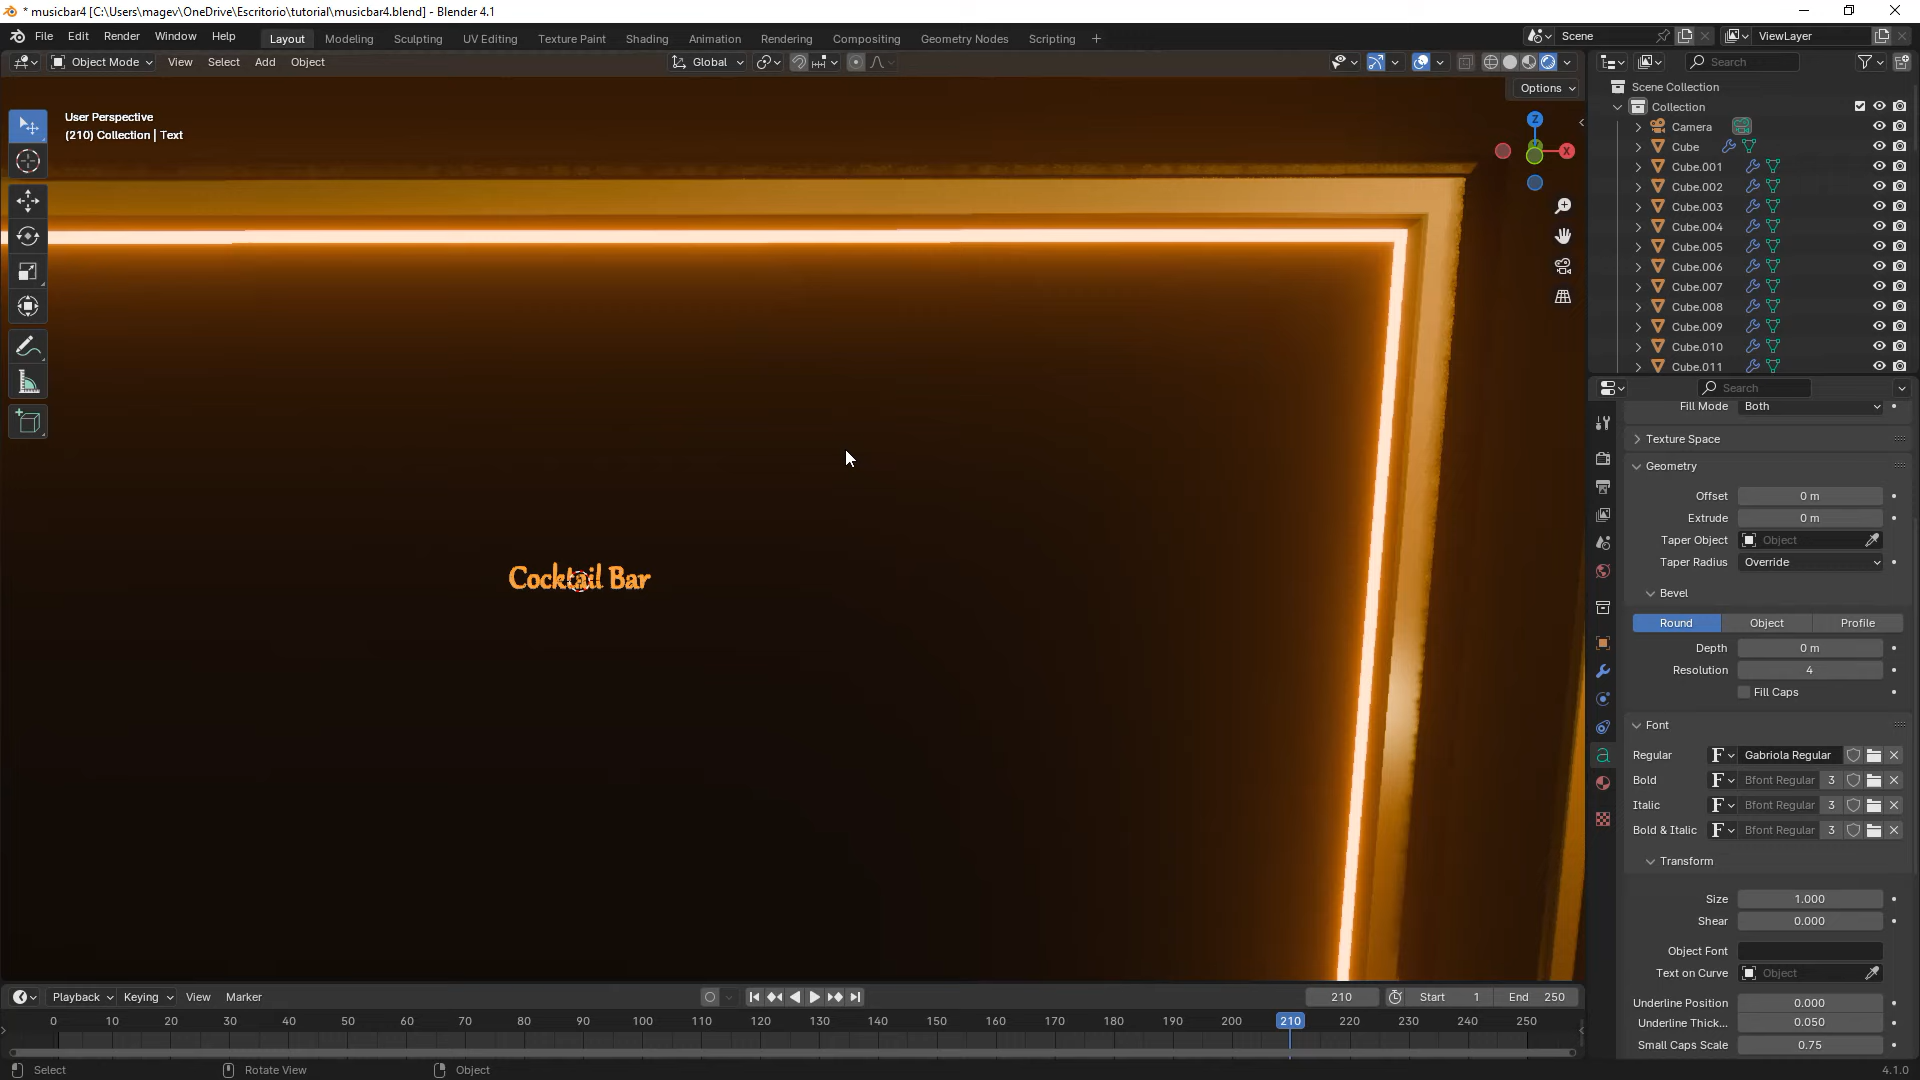 * musicbar4 [C:\Users\magev\OneDrive\Escritorio\tutorial\musicbar4.blend] - Blender 4.1
File Edit Render Window Help Layout Modeling Sculpting UV Editing Texture Paint Shading Animation Rendering Compositing Geometry Nodes Scripting + Scene ViewLayer
Object Mode View Select Add Object Global Search
Options
Scene Collection
User Perspective
(210) Collection | Text
Z
X
Collection
Camera
Cube
Cube.001
Cube.002
Cube.003
Cube.004
Cube.005
Cube.006
Cube.007
Cube.008
Cube.009
Cube.010
Cube.011
Search
Fill Mode Both
Texture Space
Geometry
Offset 0 m
Extrude 0 m
Taper Object Object
Taper Radius Override
Cocktail Bar
Bevel
Round Object Profile
Depth 0 m
Resolution 4
Fill Caps
Font
Regular Gabriola Regular
Bold Bfont Regular 3
Italic Bfont Regular 3
Bold & Italic Bfont Regular 3
Transform
Size 1.000
Shear 0.000
Object Font
Text on Curve Object
Underline Position 0.000
Underline Thick... 0.050
Small Caps Scale 0.75
Playback Keying View Marker 210 Start 1 End 250
0 10 20 30 40 50 60 70 80 90 100 110 120 130 140 150 160 170 180 190 200 210 220 230 240 250
Select Rotate View Object 4.1.0